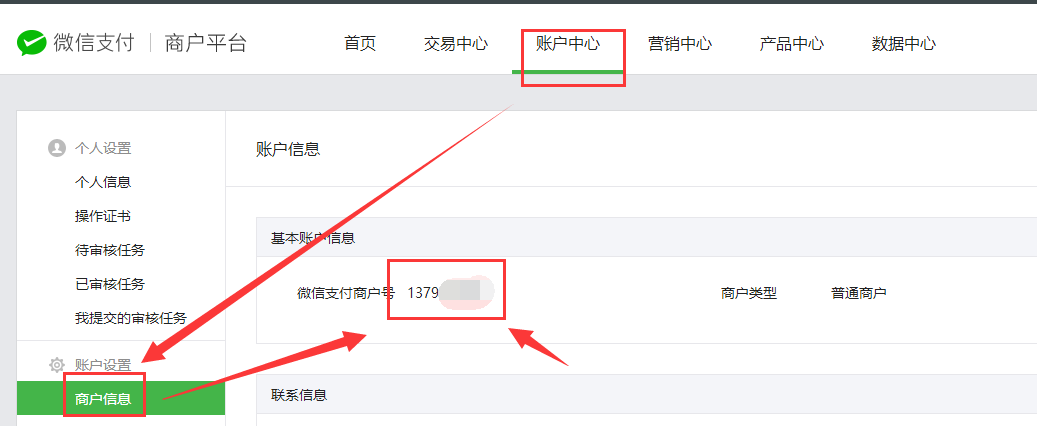 微信支付 商户平台 首页 交易中心 账户中心 营销中心 产品中心 数据中心
个人设置
个人信息
操作证书
待审核任务
已审核任务
我提交的审核任务
账户设置
商户信息
账户信息
基本账户信息
微信支付商户号 1379
商户类型 普通商户
联系信息